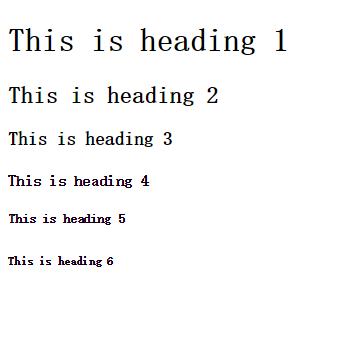 This is heading 1
This is heading 2
This is heading 3
This is heading 4
This is heading 5
This is heading 6